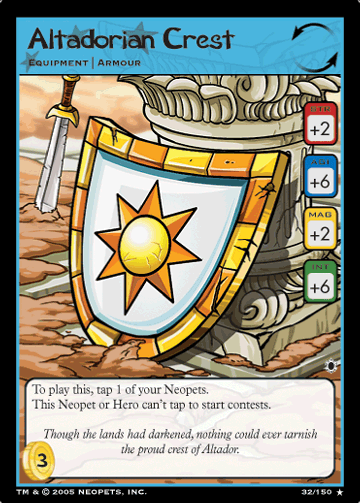 Altadorian Crest
Equipment | Armour
STR
+2
AGI
+6
MAG
+2
INT
+6
To play this, tap 1 of your Neopets.
This Neopet or Hero can't tap to start contests.
Though the lands had darkened, nothing could ever tarnish
the proud crest of Altador.
3
TM & © 2005 NEOPETS, INC.
32/150 ★